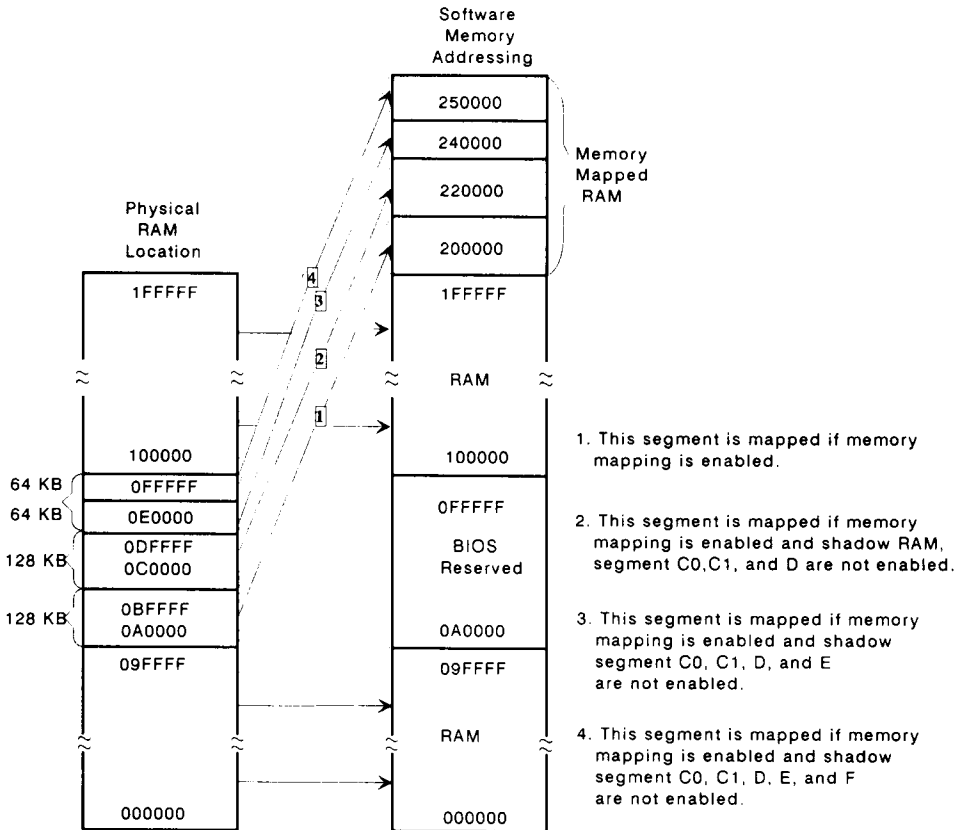 Software
Memory
Addressing
250000
240000
220000
200000
Memory
Mapped
RAM
Physical
RAM
Location
1FFFFF
100000
0FFFFF
0E0000
0DFFFF
0C0000
0BFFFF
0A0000
09FFFF
000000
64 KB
64 KB
128 KB
128 KB
4
3
2
1
1FFFFF
RAM
100000
0FFFFF
BIOS
Reserved
0A0000
09FFFF
RAM
000000
1. This segment is mapped if memory
mapping is enabled.
2. This segment is mapped if memory
mapping is enabled and shadow RAM,
segment C0,C1, and D are not enabled.
3. This segment is mapped if memory
mapping is enabled and shadow
segment C0, C1, D, and E
are not enabled.
4. This segment is mapped if memory
mapping is enabled and shadow
segment C0, C1, D, E, and F
are not enabled.